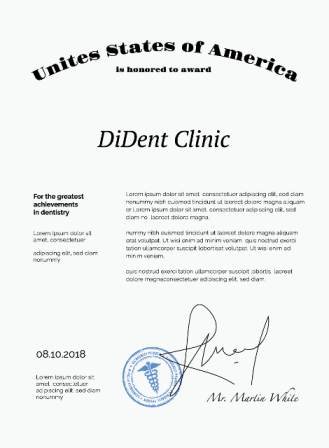 Unites States of America
is honored to award
DiDent Clinic
For the greatest
achievements
in dentistry
Lorem ipsum dolor sit
amet, consectetuer
adipiscing elit, sed diam
nonummy
Lorem ipsum dolor sit amet, consectetuer adipiscing elit, sed diam
nonummy nibh euismod tincidunt ut laoreet dolore magna aliquam
or Lorem ipsum dolor sit amet, consectetuer adipiscing elit, sed
diam no laoreet dolore magna
nummy euismod tincidunt ut laoreet dolore magna aliquam
erat volutpat. Ut wisi enim ad minim veniam, quis nostrud exerci
tation ullamcorper suscipit lobortisat volutpat. Ut wisi enim ad
minim veniem.
quis nostrud exerci tation ullamcorper suscipit lobortis, laoreet
dolore magnaconsectetuer adipiscing elit, sed diam.
08.10.2018
Lorem ipsum dolor sit
amet, consectetuer
adipiscing elit, sed diam
nonummy
Mr. Martin White